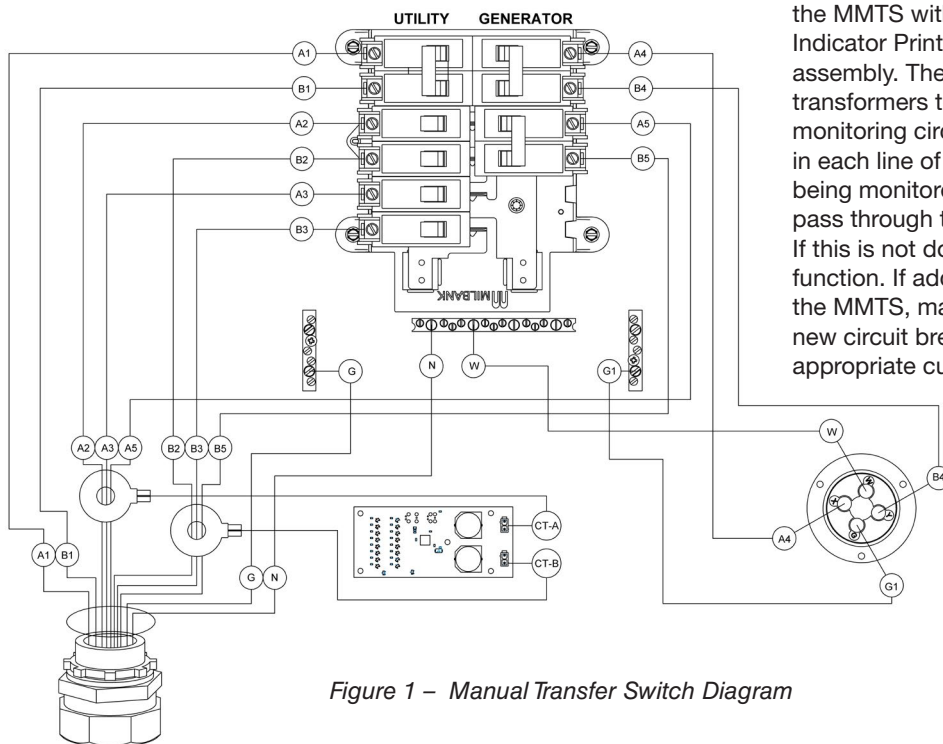 UTILITY GENERATOR
A1
B1
A2
B2
A3
B3
A4
B4
A5
B5
MILBANK
G
N
W
G1
A2 A3 A5
B2 B3 B5
A1 B1
G N
CT-A
CT-B
W
B4
A4
G1
Figure 1 – Manual Transfer Switch Diagram
the MMTS wit
Indicator Print
assembly. The
transformers t
monitoring circ
in each line of
being monitore
pass through t
If this is not do
function. If add
the MMTS, ma
new circuit bre
appropriate cu